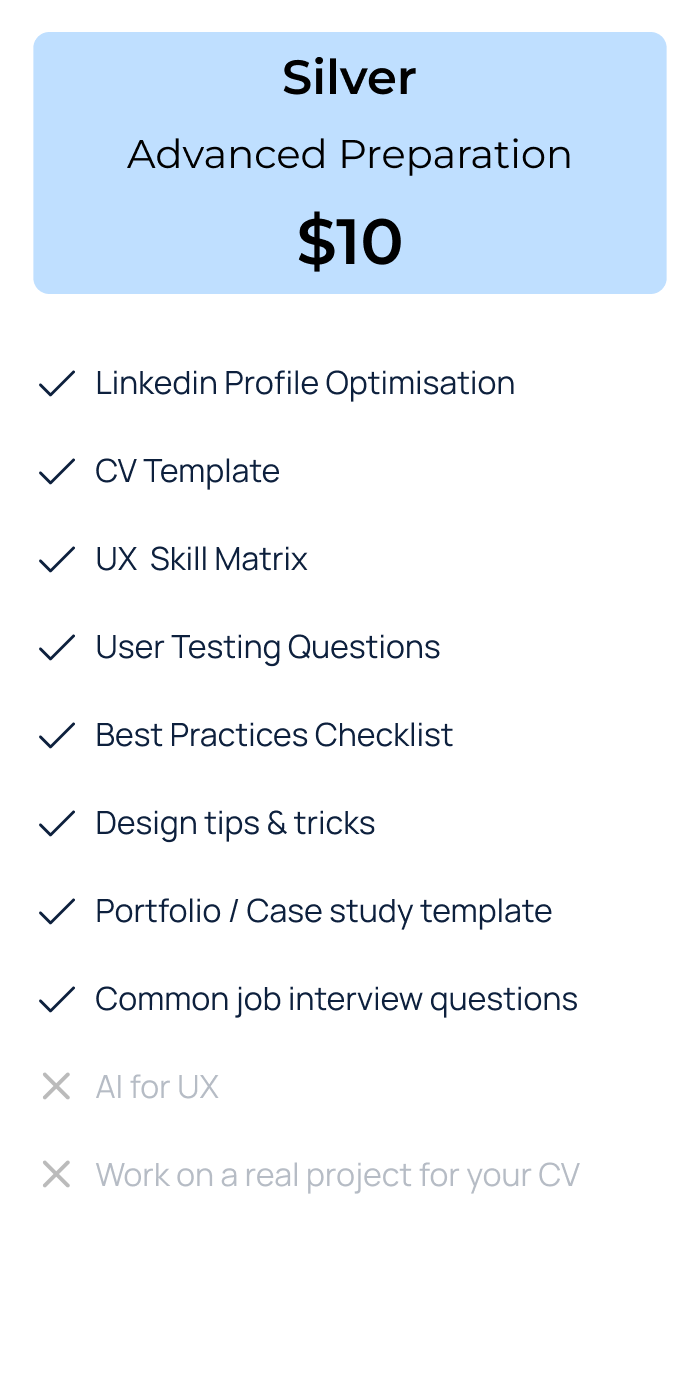 Silver
Advanced Preparation
$10
Linkedin Profile Optimisation
CV Template
UX  Skill Matrix
User Testing Questions
Best Practices Checklist
Design tips & tricks
Portfolio / Case study template
Common job interview questions
AI for UX
Work on a real project for your CV